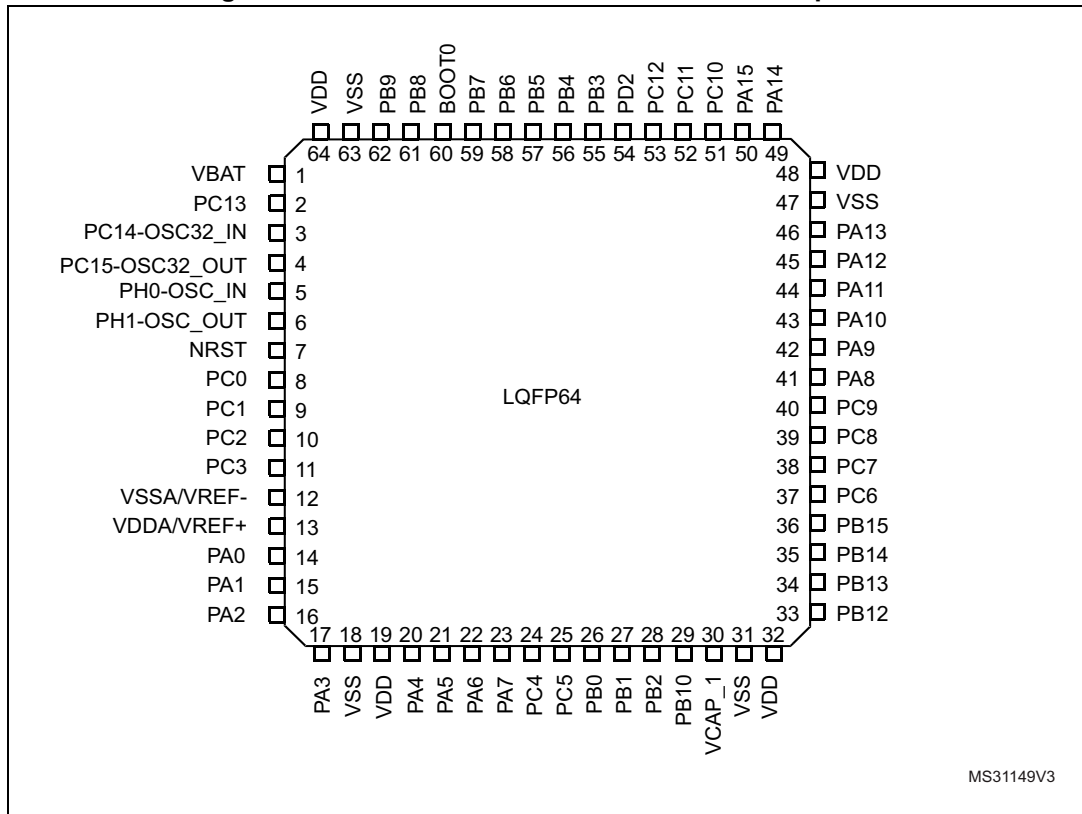 VDD
VSS
PB9
PB8
BOOT0
PB7
PB6
PB5
PB4
PB3
PD2
PC12
PC11
PC10
PA15
PA14
64 63 62 61 60 59 58 57 56 55 54 53 52 51 50 49
VBAT 1
PC13 2
PC14-OSC32_IN 3
PC15-OSC32_OUT 4
PH0-OSC_IN 5
PH1-OSC_OUT 6
NRST 7
PC0 8
PC1 9
PC2 10
PC3 11
VSSA/VREF- 12
VDDA/VREF+ 13
PA0 14
PA1 15
PA2 16
LQFP64
48 VDD
47 VSS
46 PA13
45 PA12
44 PA11
43 PA10
42 PA9
41 PA8
40 PC9
39 PC8
38 PC7
37 PC6
36 PB15
35 PB14
34 PB13
33 PB12
17 18 19 20 21 22 23 24 25 26 27 28 29 30 31 32
PA3
VSS
VDD
PA4
PA5
PA6
PA7
PC4
PC5
PB0
PB1
PB2
PB10
VCAP_1
VSS
VDD
MS31149V3